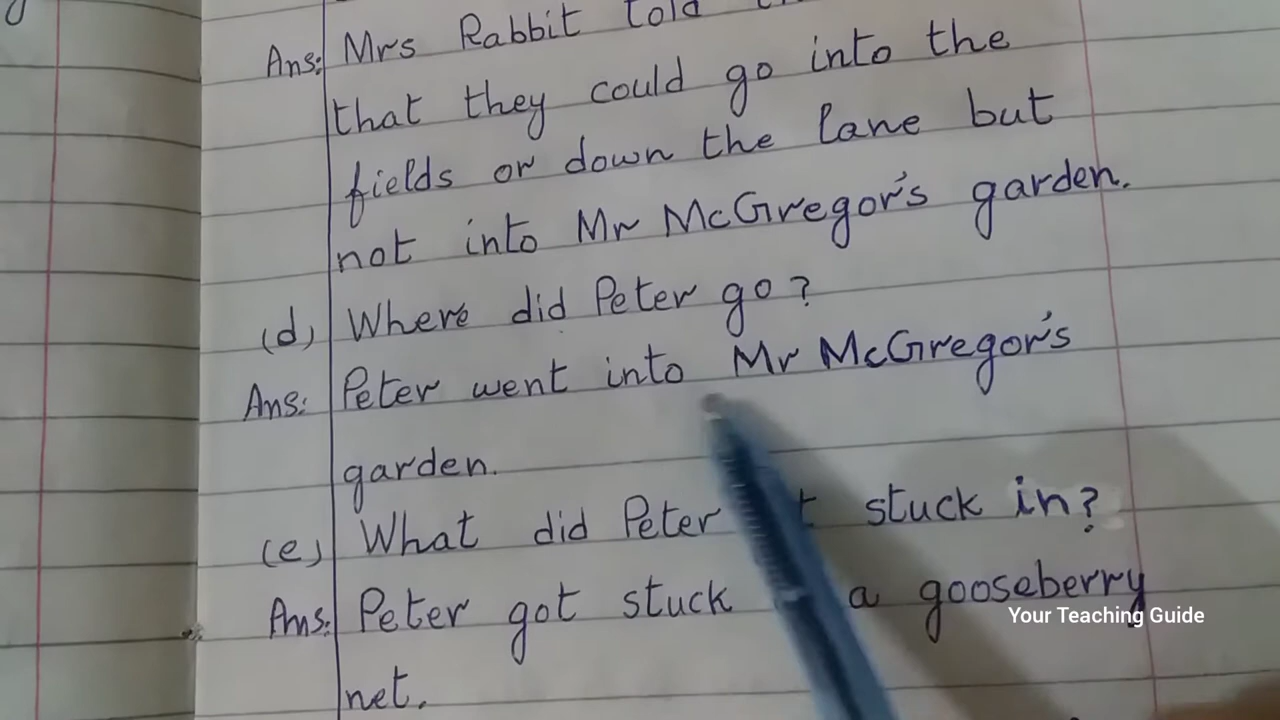 Ans: Mrs Rabbit told
that they could go into the
fields or down the lane but
not into Mr McGregor's garden.
(d) Where did Peter go?
Ans: Peter went into Mr McGregor's
garden.
(e) What did Peter stuck in?
Ans: Peter got stuck a gooseberry
net.
Your Teaching Guide